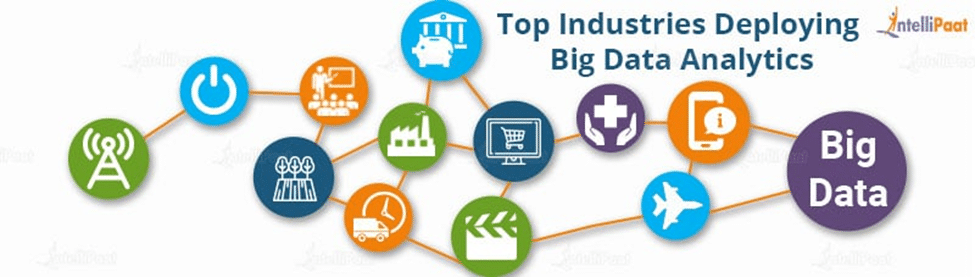 Top Industries Deploying
Big Data Analytics
IntelliPaat
Big
Data